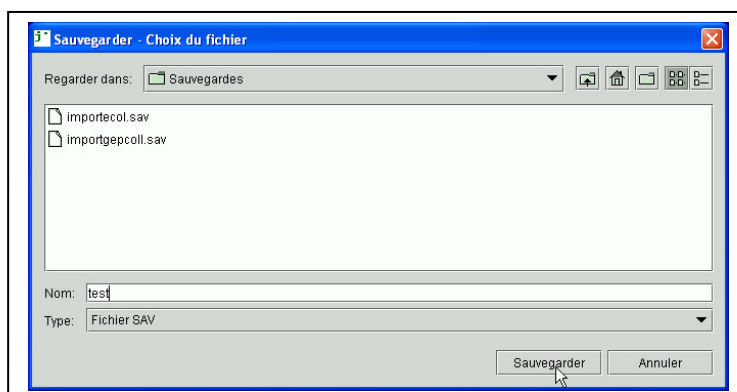 Sauvegarder - Choix du fichier
Regarder dans: Sauvegardes
importecol.sav
importgepcoll.sav
Nom: test
Type: Fichier SAV
Sauvegarder Annuler